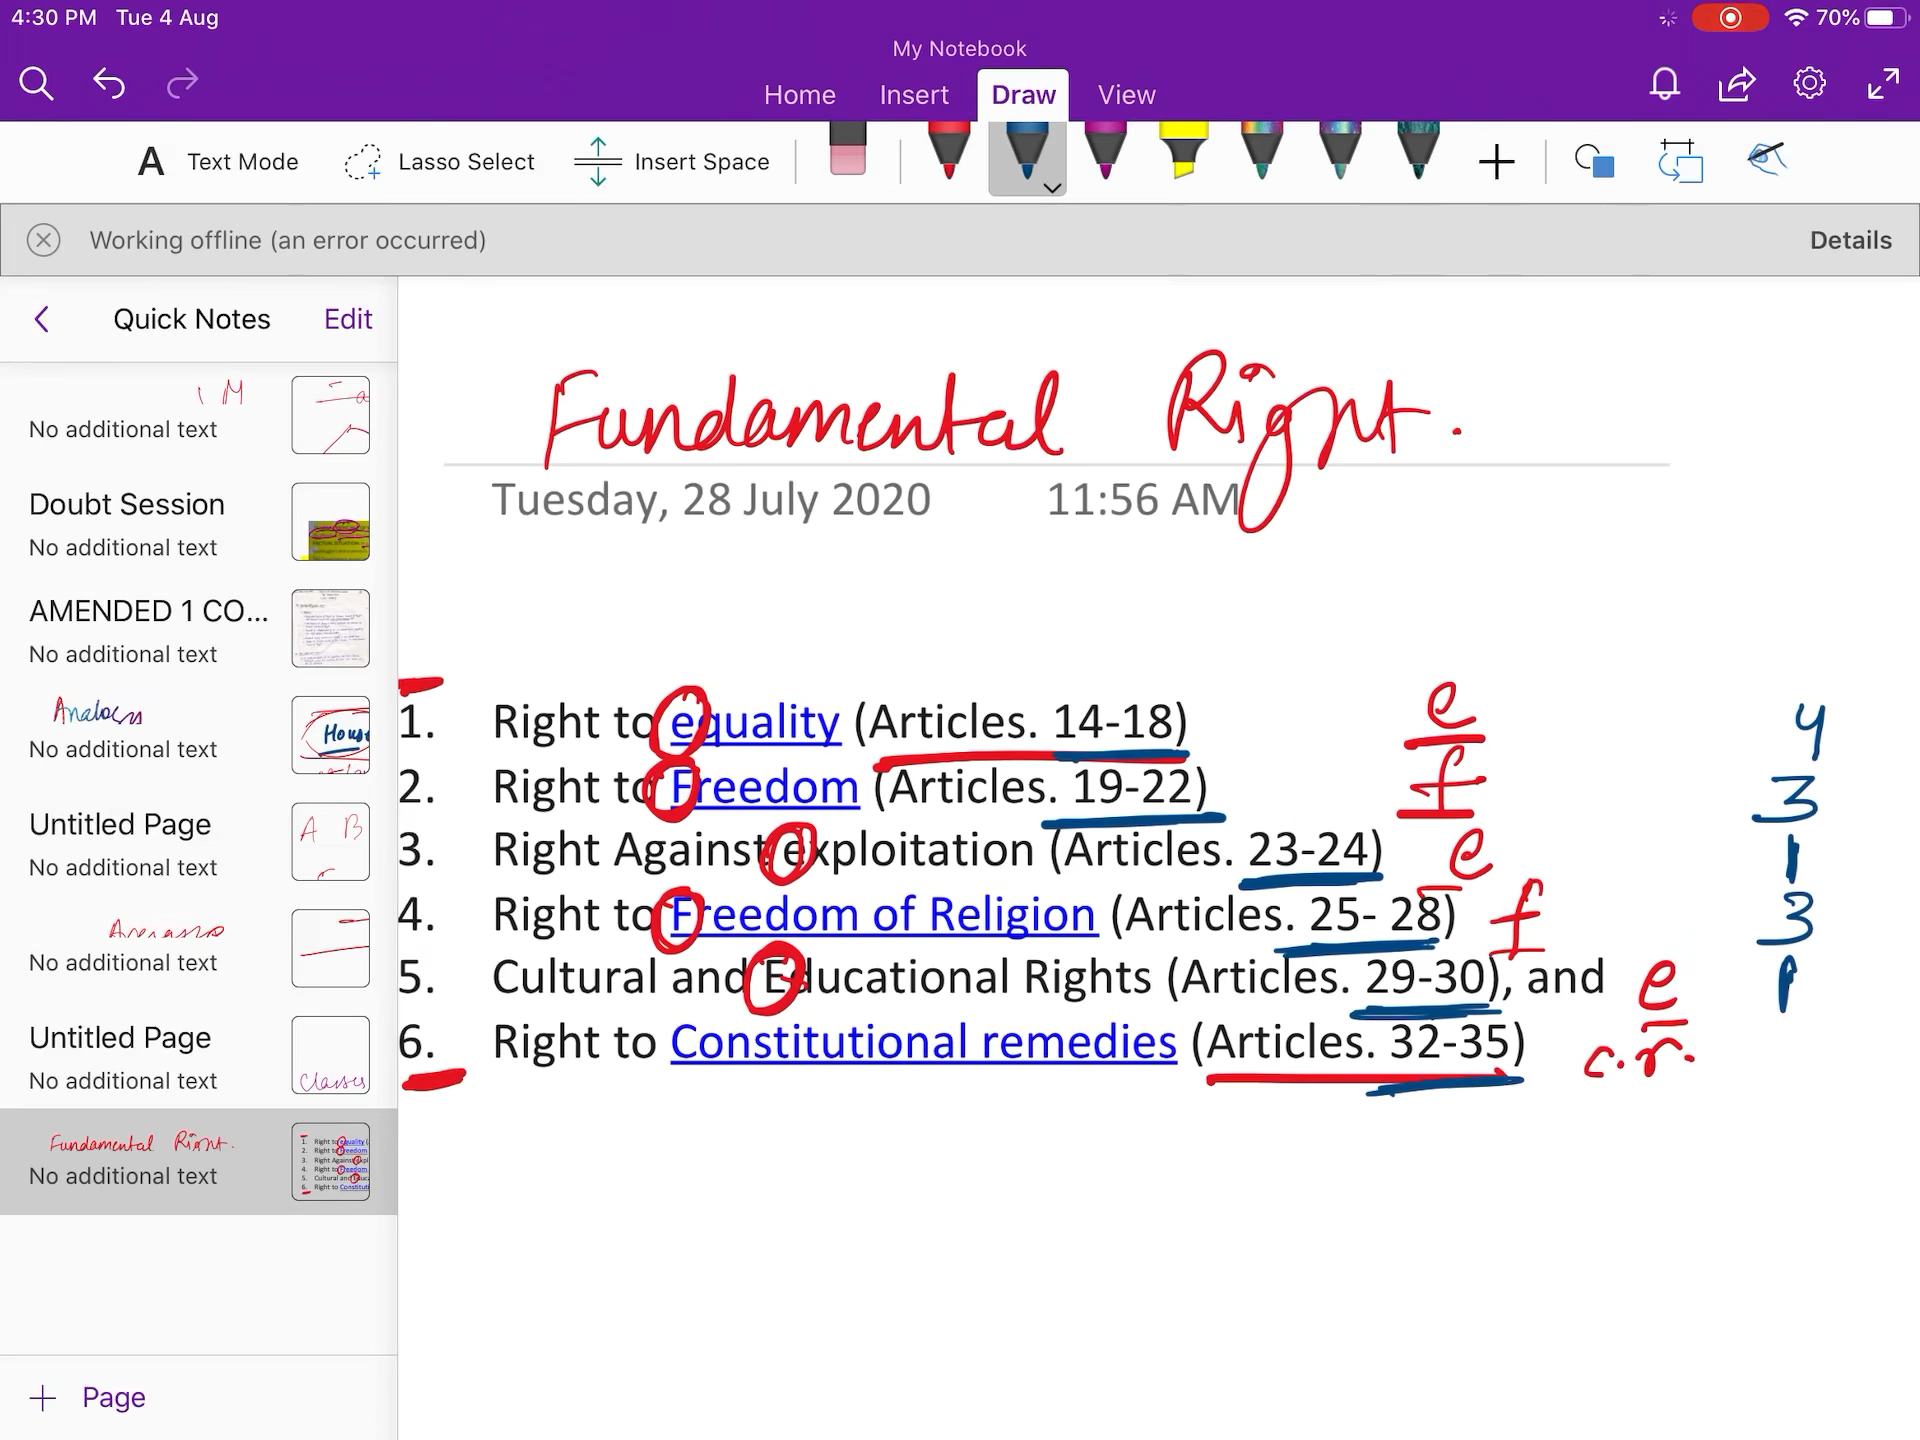 4:30 PM Tue 4 Aug
70%
My Notebook
Home Insert Draw View
A Text Mode Lasso Select Insert Space
Working offline (an error occurred) Details
Quick Notes Edit
1 M
No additional text
Doubt Session
No additional text
AMENDED 1 CO...
No additional text
No additional text
Untitled Page
No additional text
A B
No additional text
Untitled Page
No additional text
Classes
Fundamental Right.
No additional text
Page
Fundamental Right.
Tuesday, 28 July 2020 11:56 AM
1. Right to equality (Articles. 14-18) e 4
2. Right to Freedom (Articles. 19-22) f 3
3. Right Against exploitation (Articles. 23-24) e 1
4. Right to Freedom of Religion (Articles. 25- 28) f 3
5. Cultural and Educational Rights (Articles. 29-30), and e 1
6. Right to Constitutional remedies (Articles. 32-35) c.r.